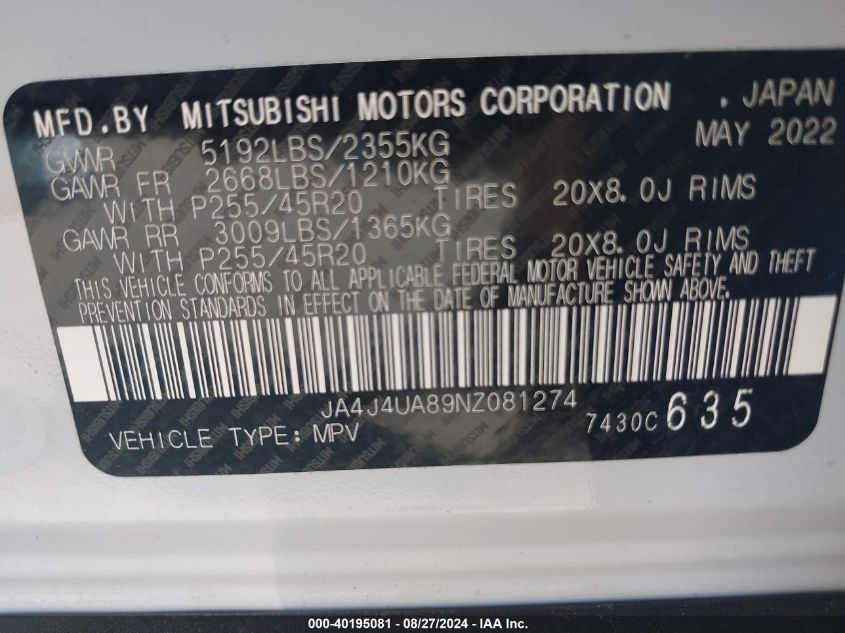 MFD.BY MITSUBISHI MOTORS CORPORATION , JAPAN
MAY 2022
GVWR 5192LBS/2355KG
GAWR FR 2668LBS/1210KG
WITH P255/45R20 TIRES 20X8.0J RIMS
GAWR RR 3009LBS/1365KG
WITH P255/45R20 TIRES 20X8.0J RIMS
THIS VEHICLE CONFORMS TO ALL APPLICABLE FEDERAL MOTOR VEHICLE SAFETY AND THEFT
PREVENTION STANDARDS IN EFFECT ON THE DATE OF MANUFACTURE SHOWN ABOVE.
JA4J4UA89NZ081274
7430C 635
VEHICLE TYPE: MPV
000-40195081 - 08/27/2024 - IAA Inc.